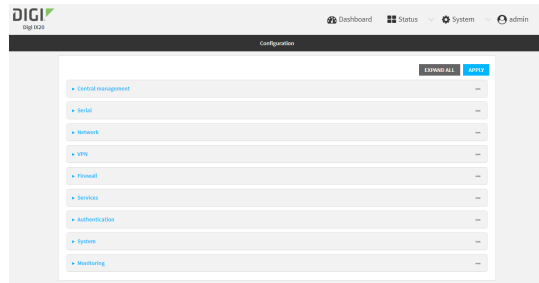 DIGI
Digi IX20
Dashboard
Status
System
admin
Configuration
EXPAND ALL
APPLY
Central management
Serial
Network
VPN
Firewall
Services
Authentication
System
Monitoring